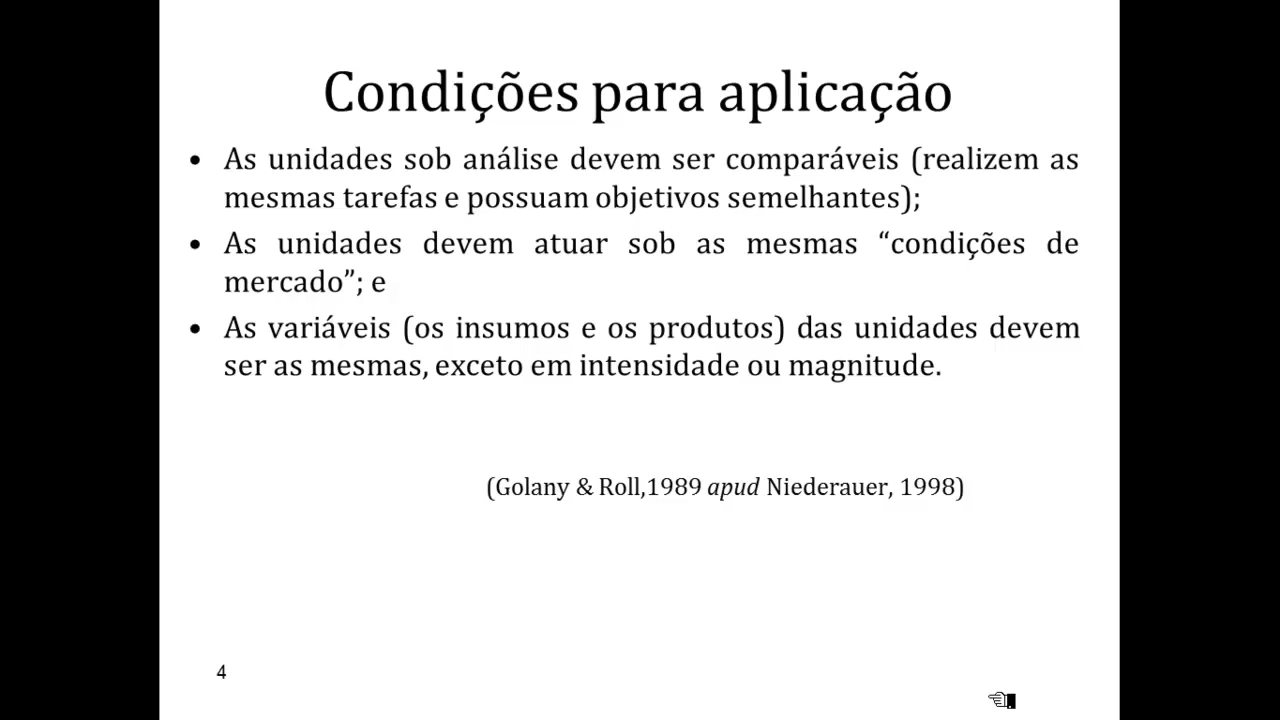 Condições para aplicação
• As unidades sob análise devem ser comparáveis (realizem as
mesmas tarefas e possuam objetivos semelhantes);
• As unidades devem atuar sob as mesmas “condições de
mercado”; e
• As variáveis (os insumos e os produtos) das unidades devem
ser as mesmas, exceto em intensidade ou magnitude.
(Golany & Roll,1989 apud Niederauer, 1998)
4